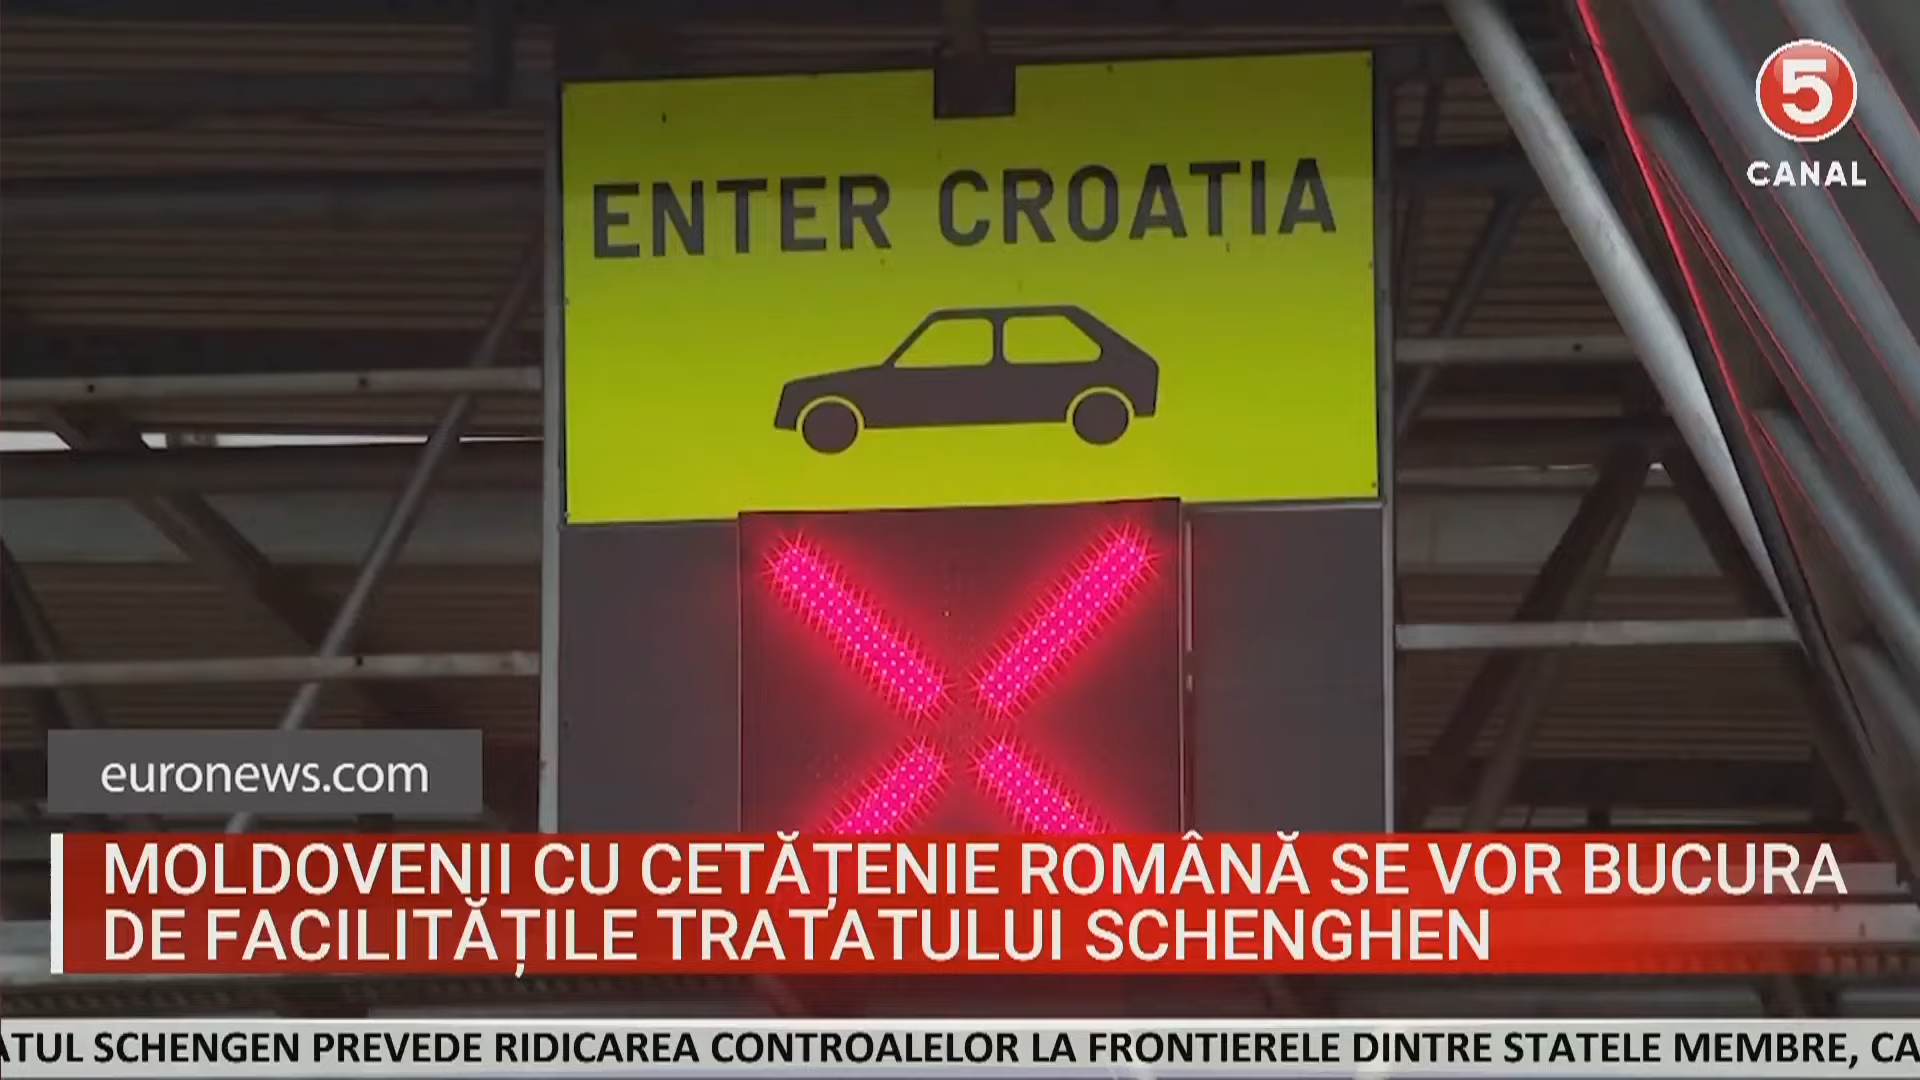 ENTER CROATIA
5
CANAL
euronews.com
MOLDOVENII CU CETĂȚENIE ROMÂNĂ SE VOR BUCURA
DE FACILITĂȚILE TRATATULUI SCHENGHEN
ATUL SCHENGEN PREVEDE RIDICAREA CONTROALELOR LA FRONTIERELE DINTRE STATELE MEMBRE, CA